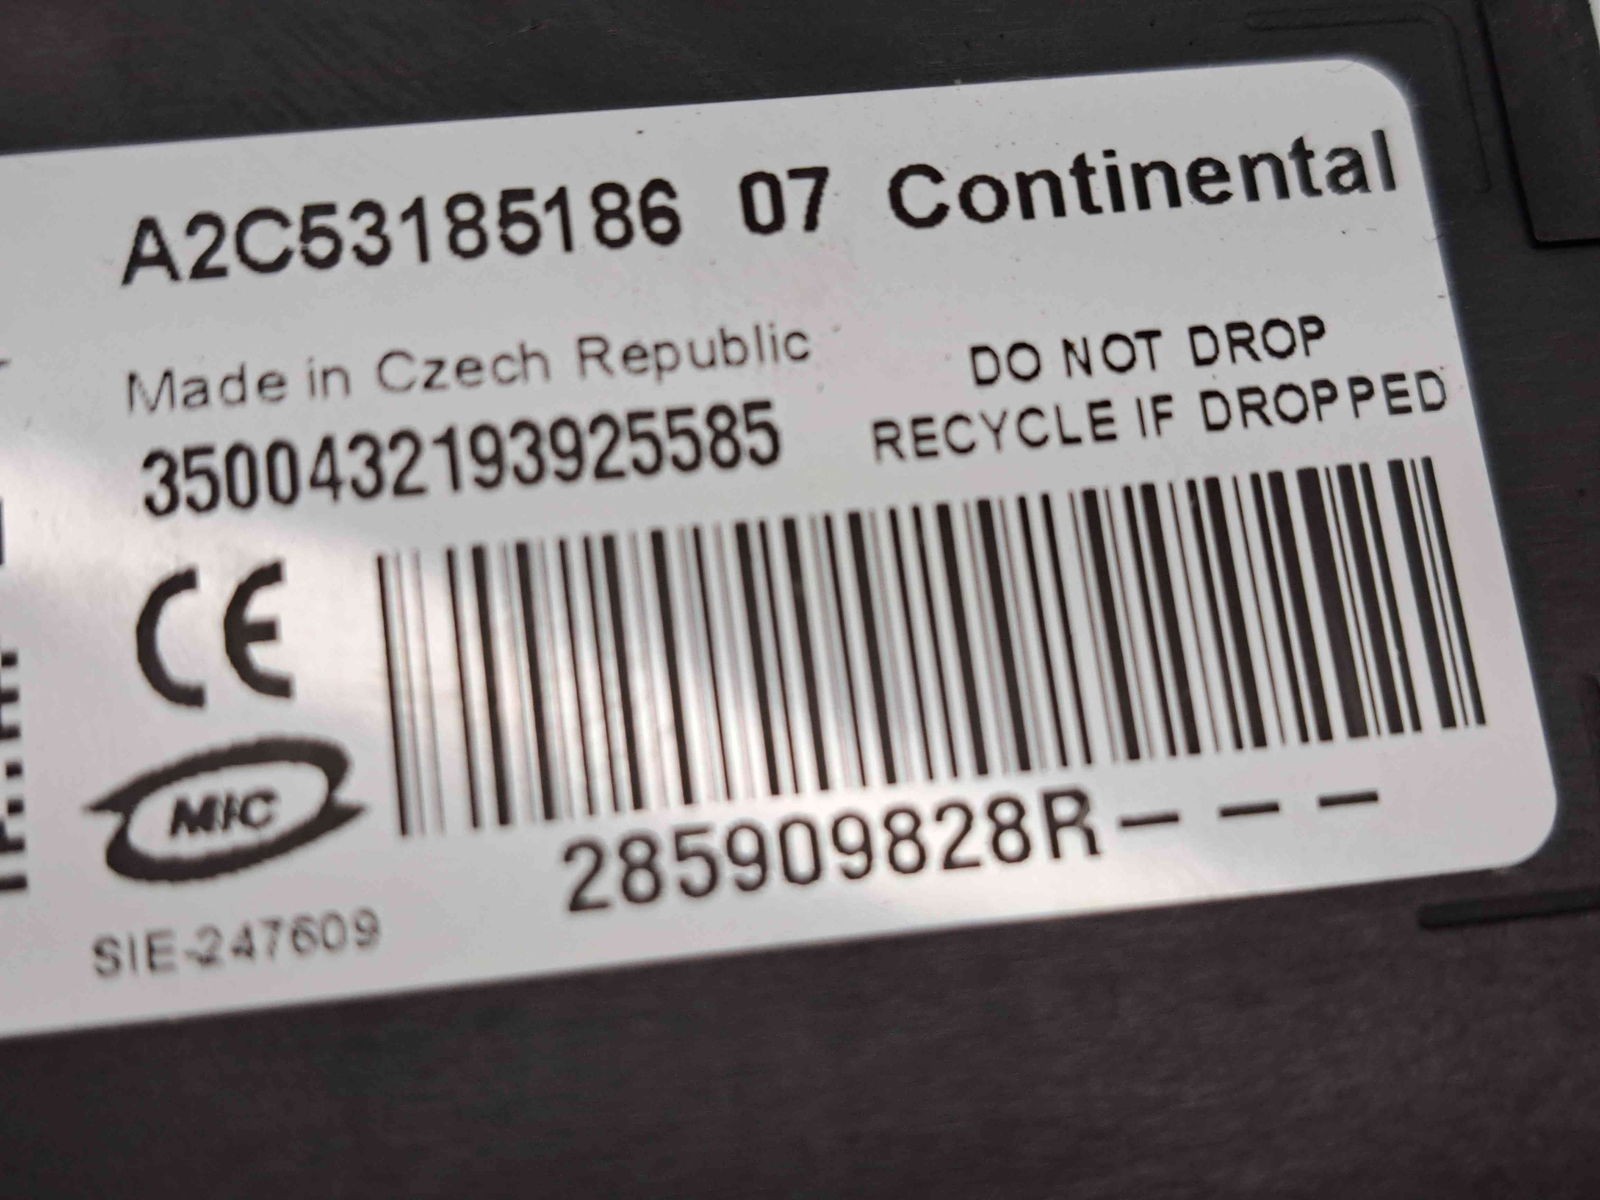 A2C53185186 07 Continental
Made in Czech Republic
DO NOT DROP
RECYCLE IF DROPPED
3500432193925585
CE
MIC
285909828R---
SIE-247609